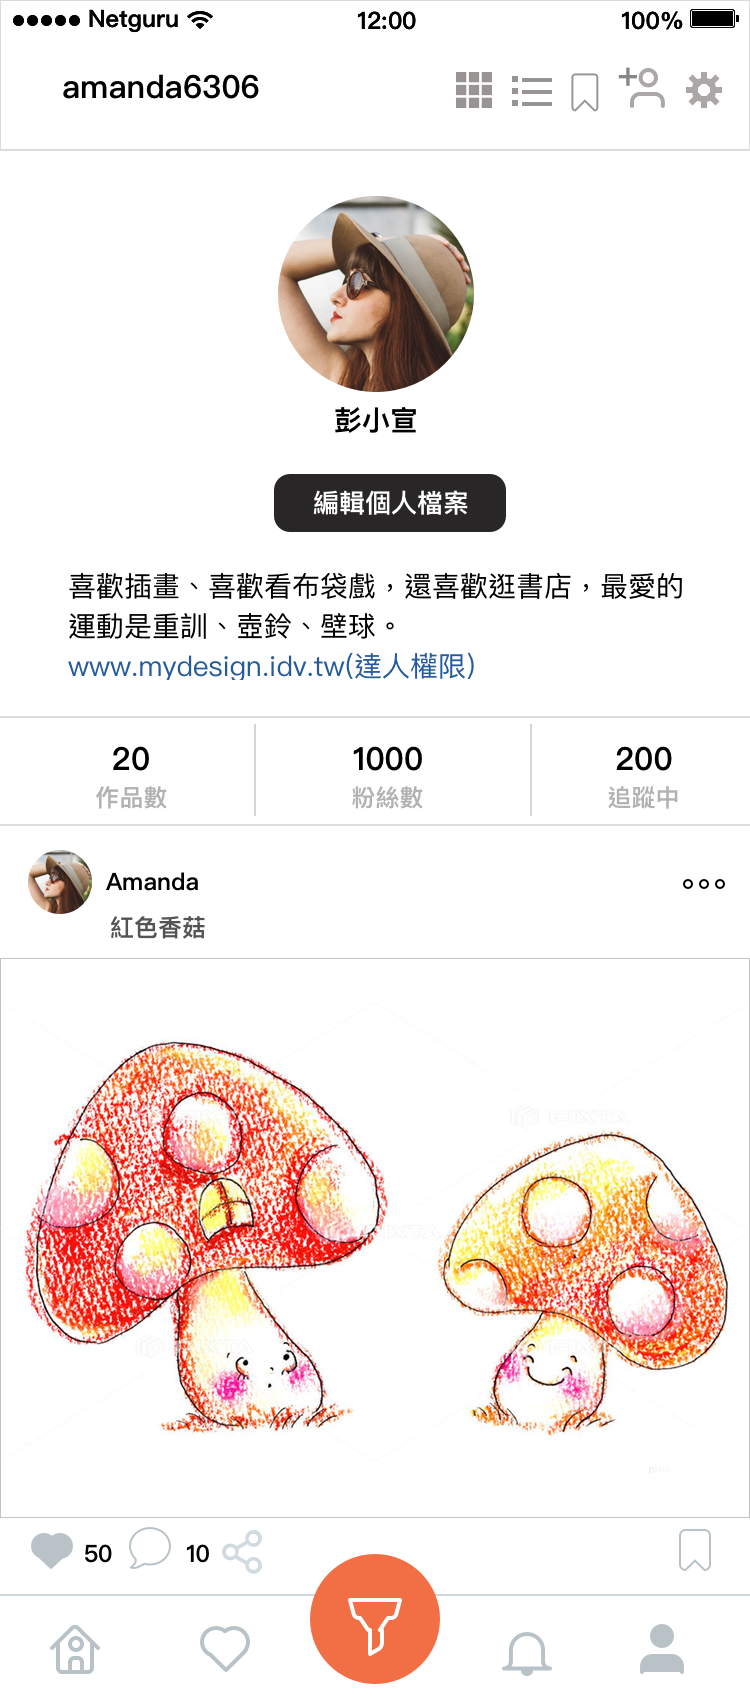 Netguru
12:00
100%
amanda6306
彭小宣
編輯個人檔案
喜歡插畫、喜歡看布袋戲，還喜歡逛書店，最愛的
運動是重訓、壺鈴、壁球。
www.mydesign.idv.tw(達人權限)
20
1000
200
作品數
粉絲數
追蹤中
Amanda
紅色香菇
PIXTA
50
10